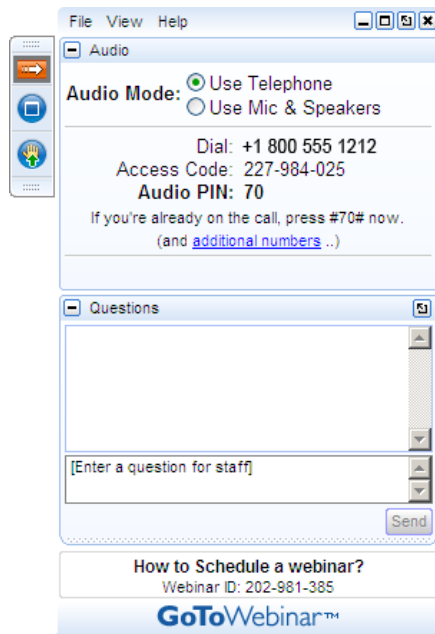 File View Help
Audio
Audio Mode: Use Telephone
Use Mic & Speakers
Dial: +1 800 555 1212
Access Code: 227-984-025
Audio PIN: 70
If you're already on the call, press #70# now.
(and additional numbers ..)
Questions
[Enter a question for staff]
Send
How to Schedule a webinar?
Webinar ID: 202-981-385
GoToWebinar™